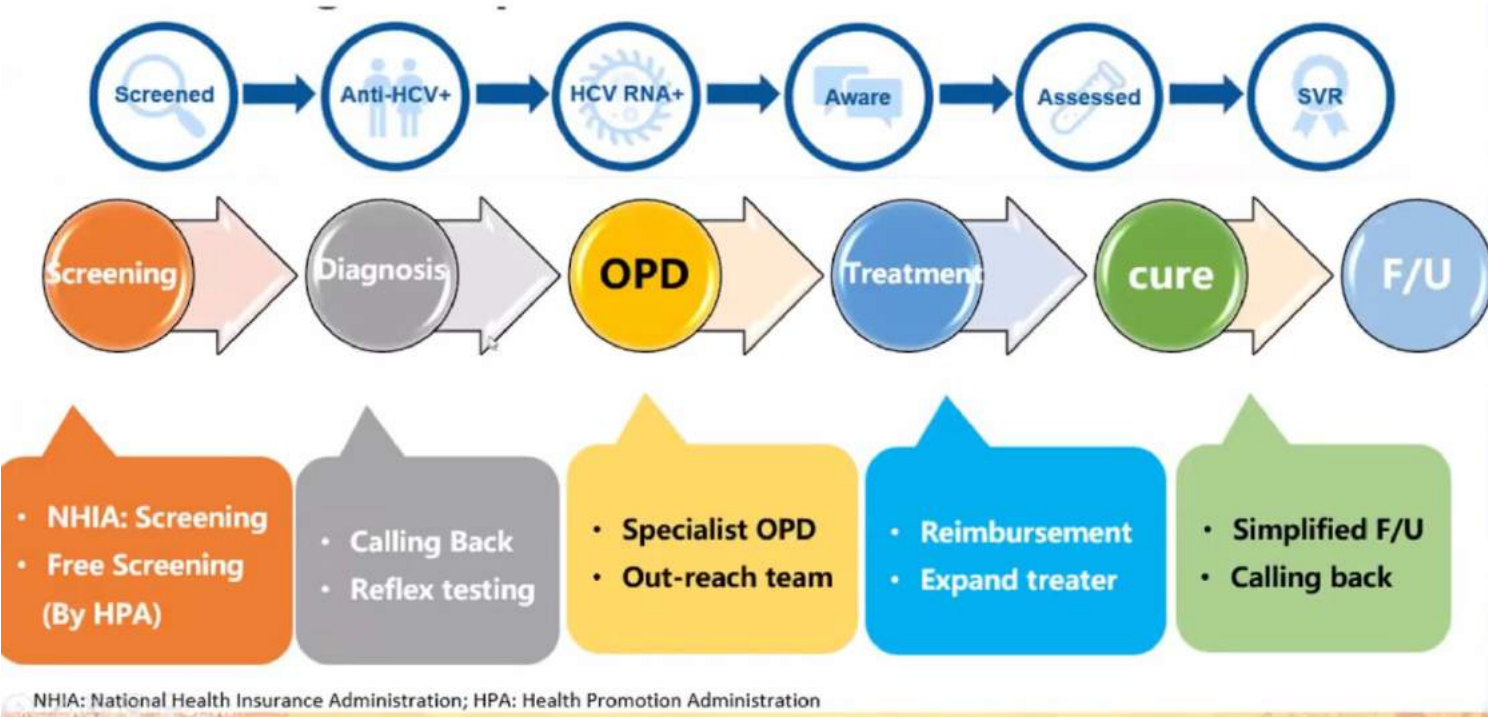 Screened
Anti-HCV+
HCV RNA+
Aware
Assessed
SVR
Screening
Diagnosis
OPD
Treatment
cure
F/U
• NHIA: Screening
• Free Screening
(By HPA)
• Calling Back
• Reflex testing
• Specialist OPD
• Out-reach team
• Reimbursement
• Expand treater
• Simplified F/U
• Calling back
NHIA: National Health Insurance Administration; HPA: Health Promotion Administration